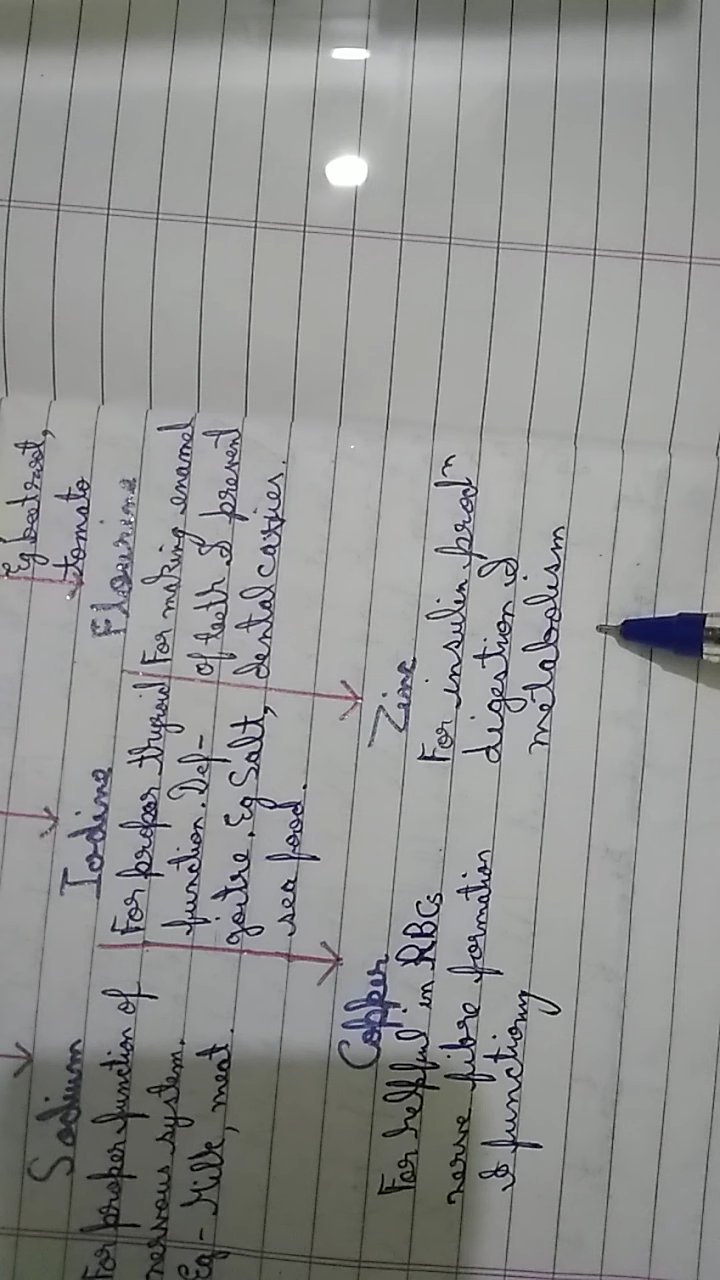 Eg beetroot,
tomato
Sodium
For proper function of
nervous system.
Eg - Milk, meat.
Iodine
For proper thyroid
function. Def -
goitre. Eg Salt,
sea food.
Flourine
For making enamel
of teeth & prevent
dental carries.
Copper
For helpful in RBCs
nerve fibre formation
& functiong
Zinc
For insulin prodⁿ
digestion &
metabolism